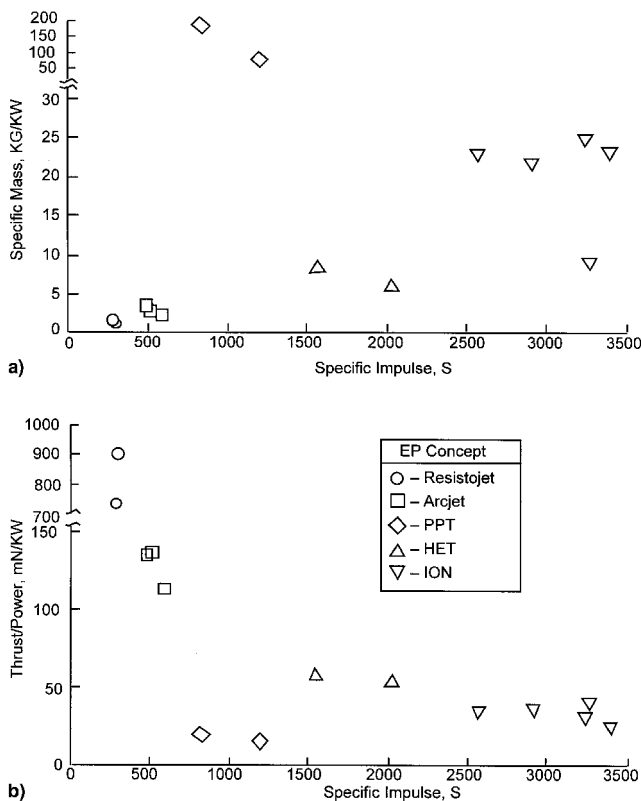 200
150
100
50
30
25
20
15
10
5
0
Specific Mass, KG/KW
0 500 1000 1500 2000 2500 3000 3500
Specific Impulse, S
a)
1000
900
800
700
150
100
50
0
Thrust/Power, mN/KW
EP Concept
– Resistojet
– Arcjet
– PPT
– HET
– ION
0 500 1000 1500 2000 2500 3000 3500
Specific Impulse, S
b)